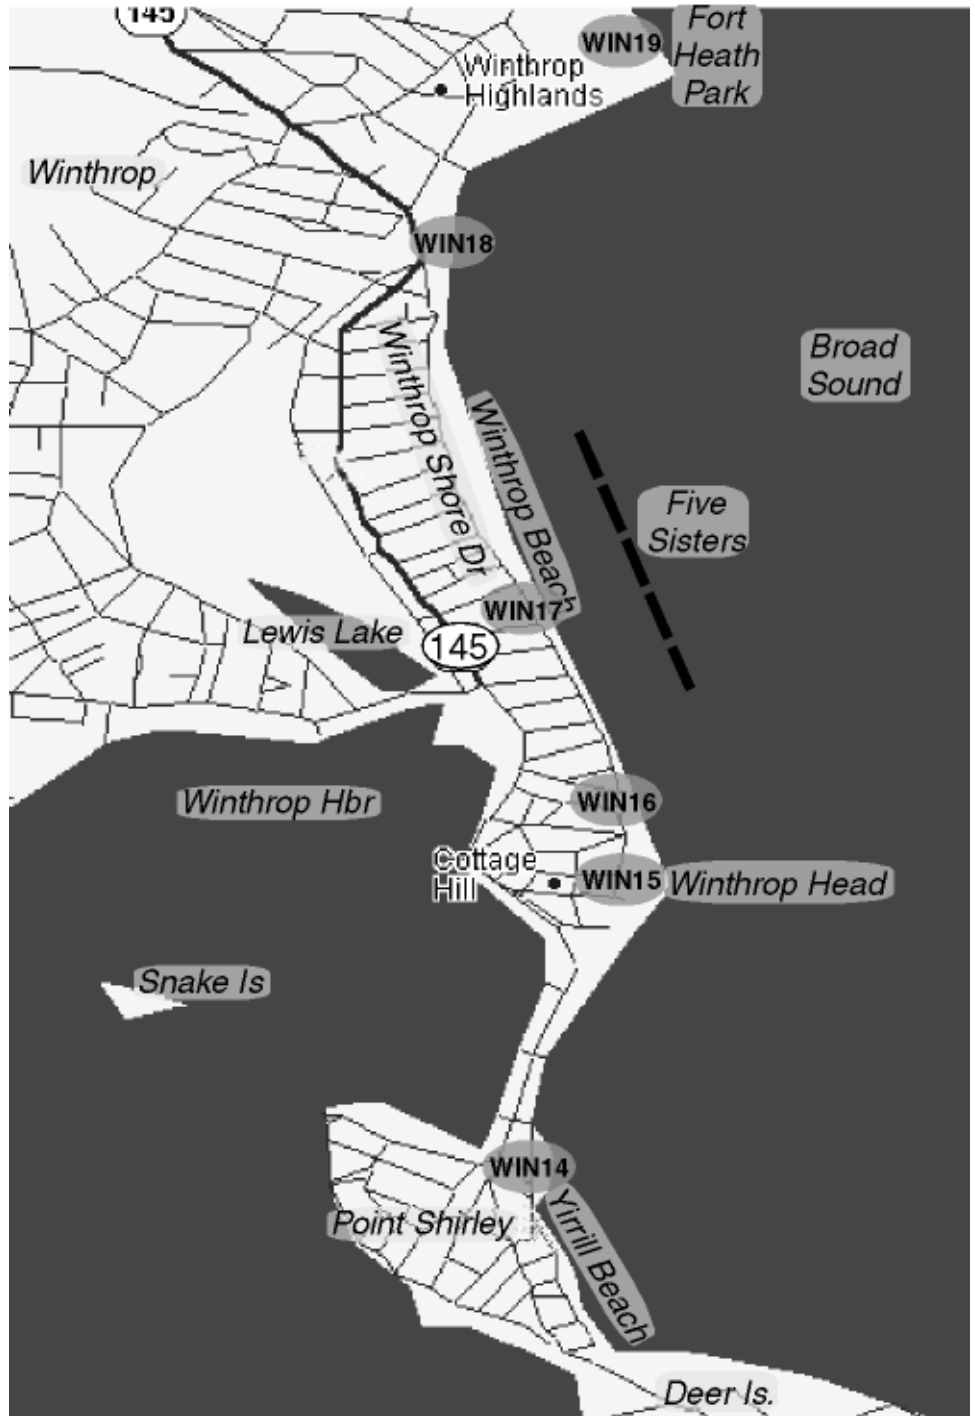 145
WIN19
Fort
Heath
Park
Winthrop
Highlands
Winthrop
WIN18
Broad
Sound
Winthrop Shore Dr
Winthrop Beach
Five
Sisters
WIN17
Lewis Lake
145
Winthrop Hbr
WIN16
Cottage
Hill
WIN15
Winthrop Head
Snake Is
WIN14
Point Shirley
Yirrill Beach
Deer Is.